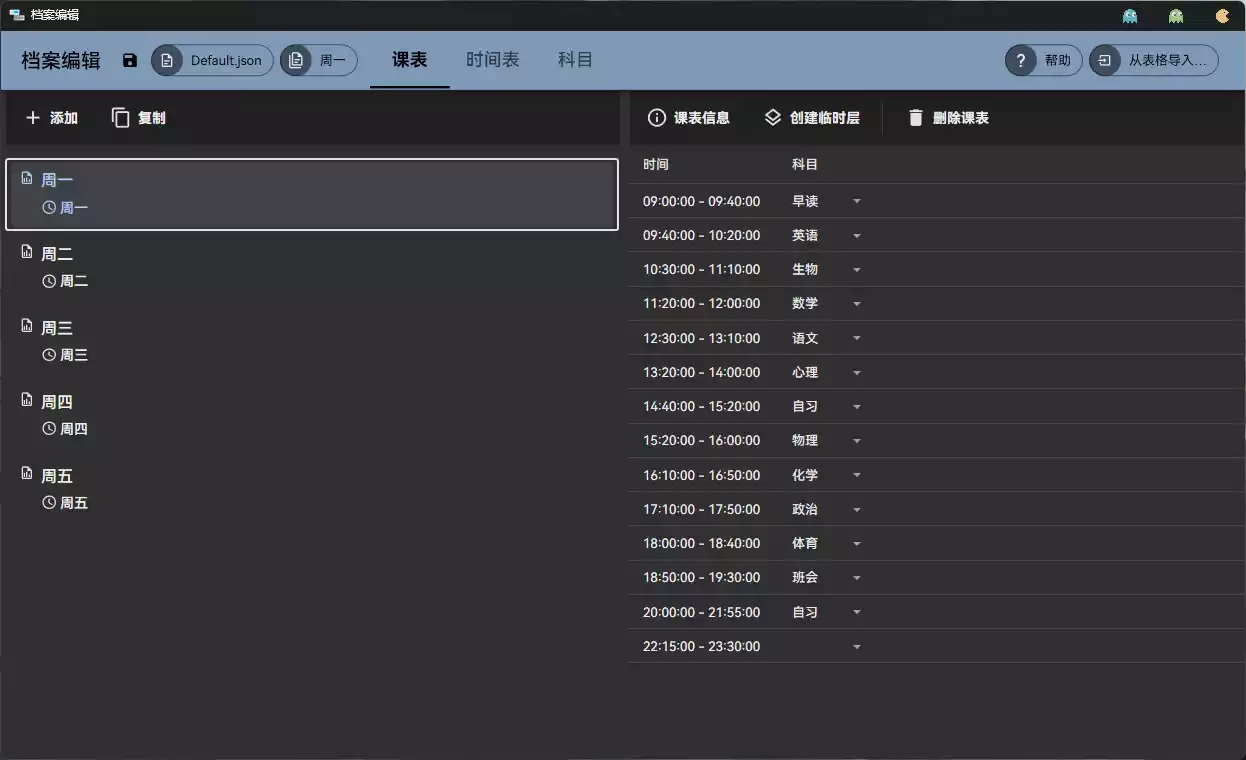 档案编辑
档案编辑 Default.json 周一 课表 时间表 科目 ? 帮助 从表格导入...
添加 复制
课表信息 创建临时层 删除课表
周一
周一
周二
周二
周三
周三
周四
周四
周五
周五
时间 科目
09:00:00 - 09:40:00 早读
09:40:00 - 10:20:00 英语
10:30:00 - 11:10:00 生物
11:20:00 - 12:00:00 数学
12:30:00 - 13:10:00 语文
13:20:00 - 14:00:00 心理
14:40:00 - 15:20:00 自习
15:20:00 - 16:00:00 物理
16:10:00 - 16:50:00 化学
17:10:00 - 17:50:00 政治
18:00:00 - 18:40:00 体育
18:50:00 - 19:30:00 班会
20:00:00 - 21:55:00 自习
22:15:00 - 23:30:00